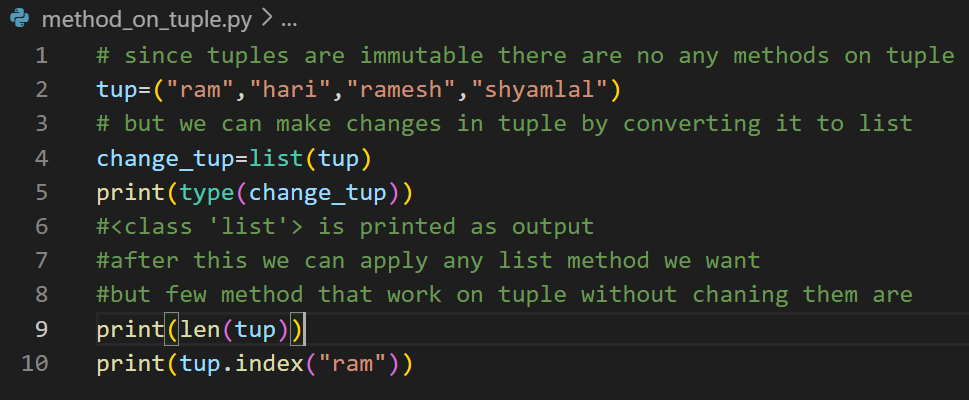 method_on_tuple.py > ...
1 # since tuples are immutable there are no any methods on tuple
2 tup=("ram","hari","ramesh","shyamlal")
3 # but we can make changes in tuple by converting it to list
4 change_tup=list(tup)
5 print(type(change_tup))
6 #<class 'list'> is printed as output
7 #after this we can apply any list method we want
8 #but few method that work on tuple without chaning them are
9 print(len(tup))
10 print(tup.index("ram"))